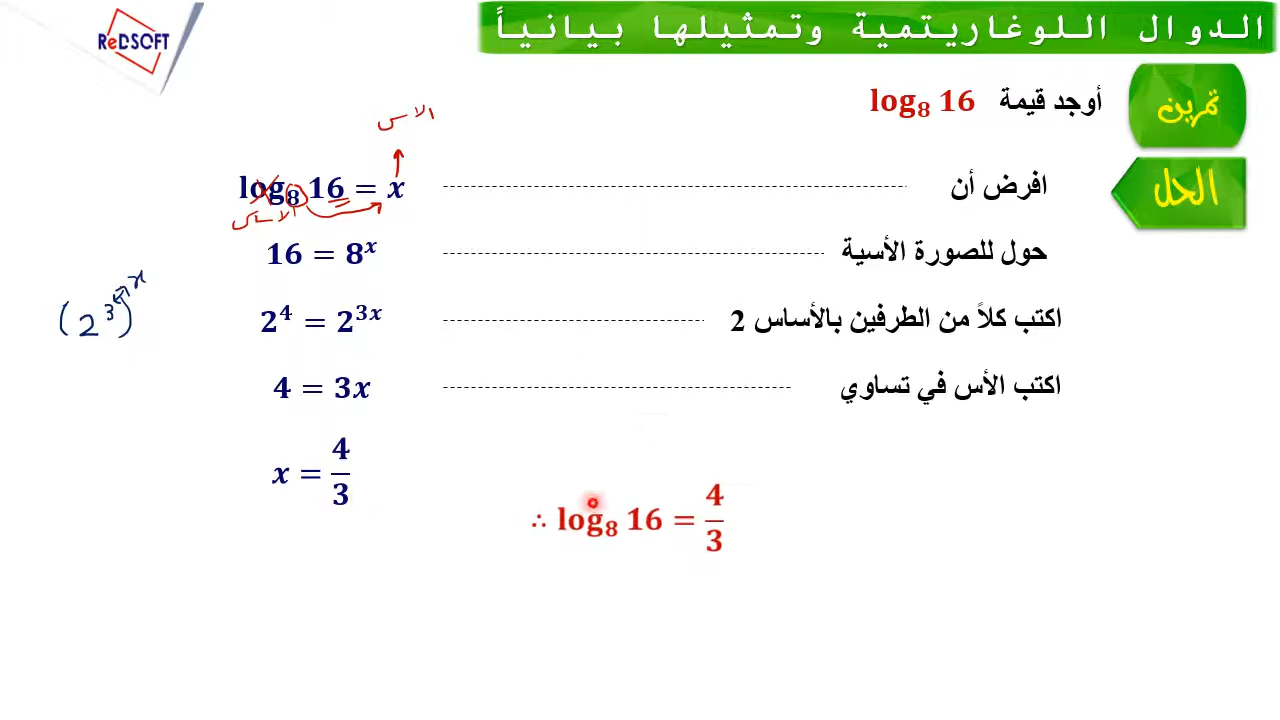 ReDSOFT
الدوال اللوغاريتمية وتمثيلها بيانياً
تمرين
أوجد قيمة log₈ 16
الحل
الاس
افرض أن log₈ 16 = x
الاساس
حول للصورة الأسية 16 = 8ˣ
(2³)ˣ
اكتب كلاً من الطرفين بالأساس 2 2⁴ = 2³ˣ
اكتب الأس في تساوي 4 = 3x
x = 4/3
∴ log₈ 16 = 4/3